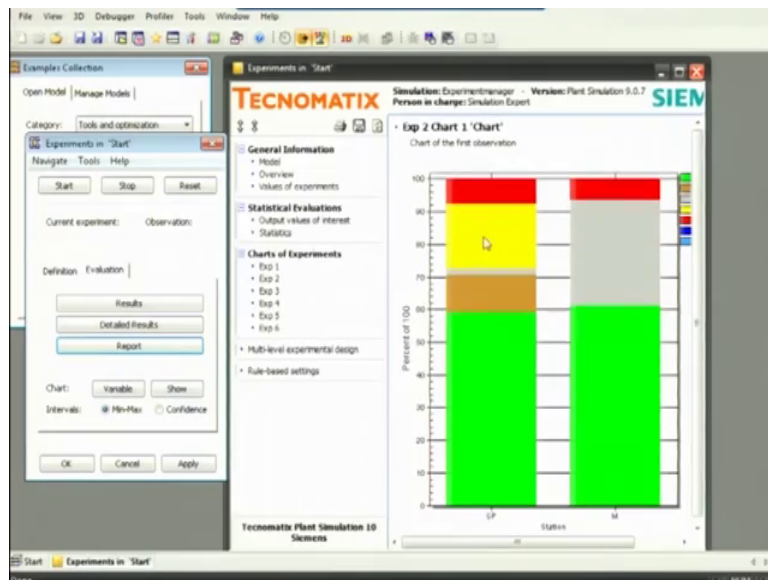 File View 3D Debugger Profiler Tools Window Help
Examples Collection
Open Model Manage Models
Category: Tools and optimization
Experiments in 'Start'
Navigate Tools Help
Start Stop Reset
Current experiment: Observation:
Definition Evaluation
Results
Detailed Results
Report
Chart: Variable Show
Intervals: Min-Max Confidence
OK Cancel Apply
Experiments in 'Start'
TECNOMATIX
Simulation: Experimentmanager - Version: Plant Simulation 9.0.7
Person in charge: Simulation Expert
SIEM
General Information
Model
Overview
Values of experiments
Statistical Evaluations
Output values of interest
Statistics
Charts of Experiments
Exp 1
Exp 2
Exp 3
Exp 4
Exp 5
Exp 6
Multi-level experimental design
Rule-based settings
Tecnomatix Plant Simulation 10
Siemens
Exp 2 Chart 1 'Chart'
Chart of the first observation
Percent of 100
100
90
80
70
60
50
40
30
20
10
0
SP M
Station
Start Experiments in 'Start'